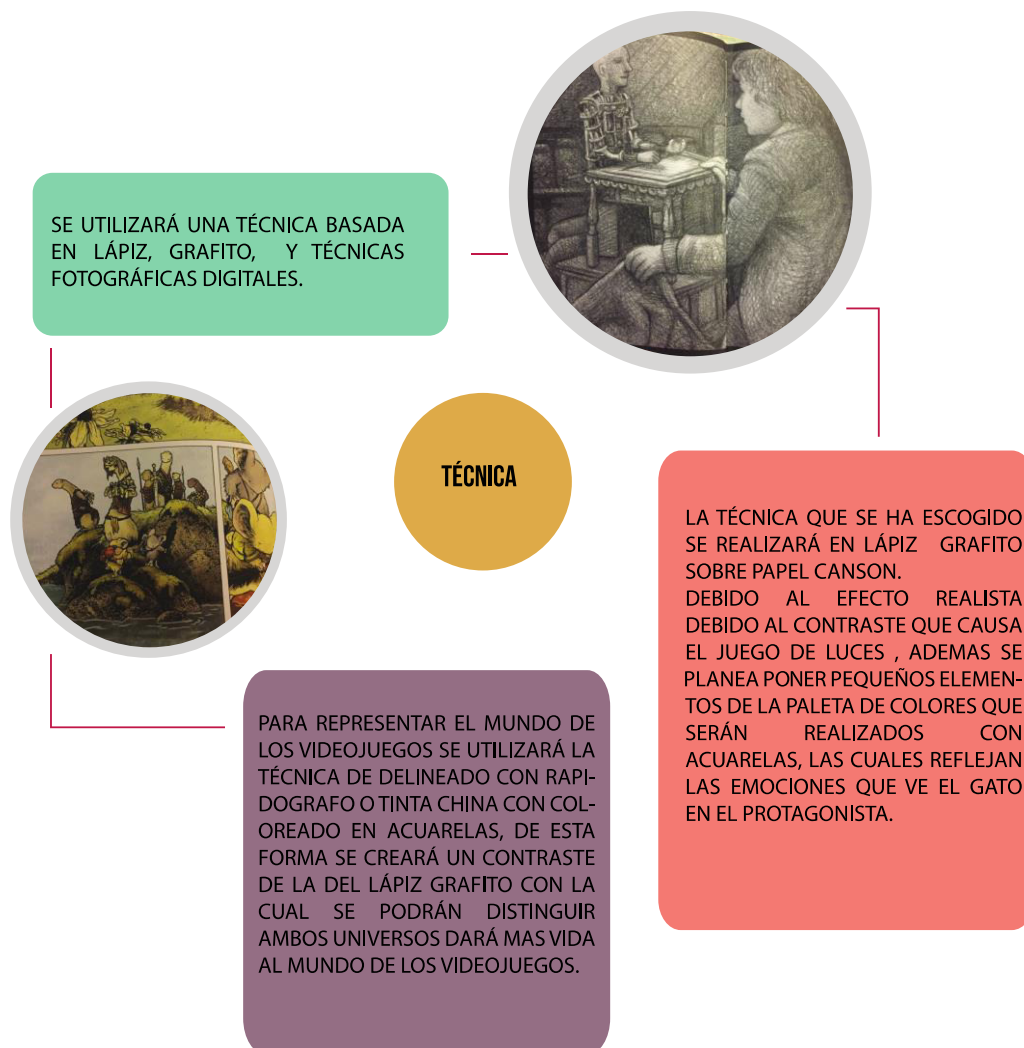 SE UTILIZARÁ UNA TÉCNICA BASADA
EN LÁPIZ, GRAFITO, Y TÉCNICAS
FOTOGRÁFICAS DIGITALES.
TÉCNICA
LA TÉCNICA QUE SE HA ESCOGIDO
SE REALIZARÁ EN LÁPIZ GRAFITO
SOBRE PAPEL CANSON.
DEBIDO AL EFECTO REALISTA
DEBIDO AL CONTRASTE QUE CAUSA
EL JUEGO DE LUCES , ADEMAS SE
PLANEA PONER PEQUEÑOS ELEMEN-
TOS DE LA PALETA DE COLORES QUE
SERÁN REALIZADOS CON
ACUARELAS, LAS CUALES REFLEJAN
LAS EMOCIONES QUE VE EL GATO
EN EL PROTAGONISTA.
PARA REPRESENTAR EL MUNDO DE
LOS VIDEOJUEGOS SE UTILIZARÁ LA
TÉCNICA DE DELINEADO CON RAPI-
DOGRAFO O TINTA CHINA CON COL-
OREADO EN ACUARELAS, DE ESTA
FORMA SE CREARÁ UN CONTRASTE
DE LA DEL LÁPIZ GRAFITO CON LA
CUAL SE PODRÁN DISTINGUIR
AMBOS UNIVERSOS DARÁ MAS VIDA
AL MUNDO DE LOS VIDEOJUEGOS.